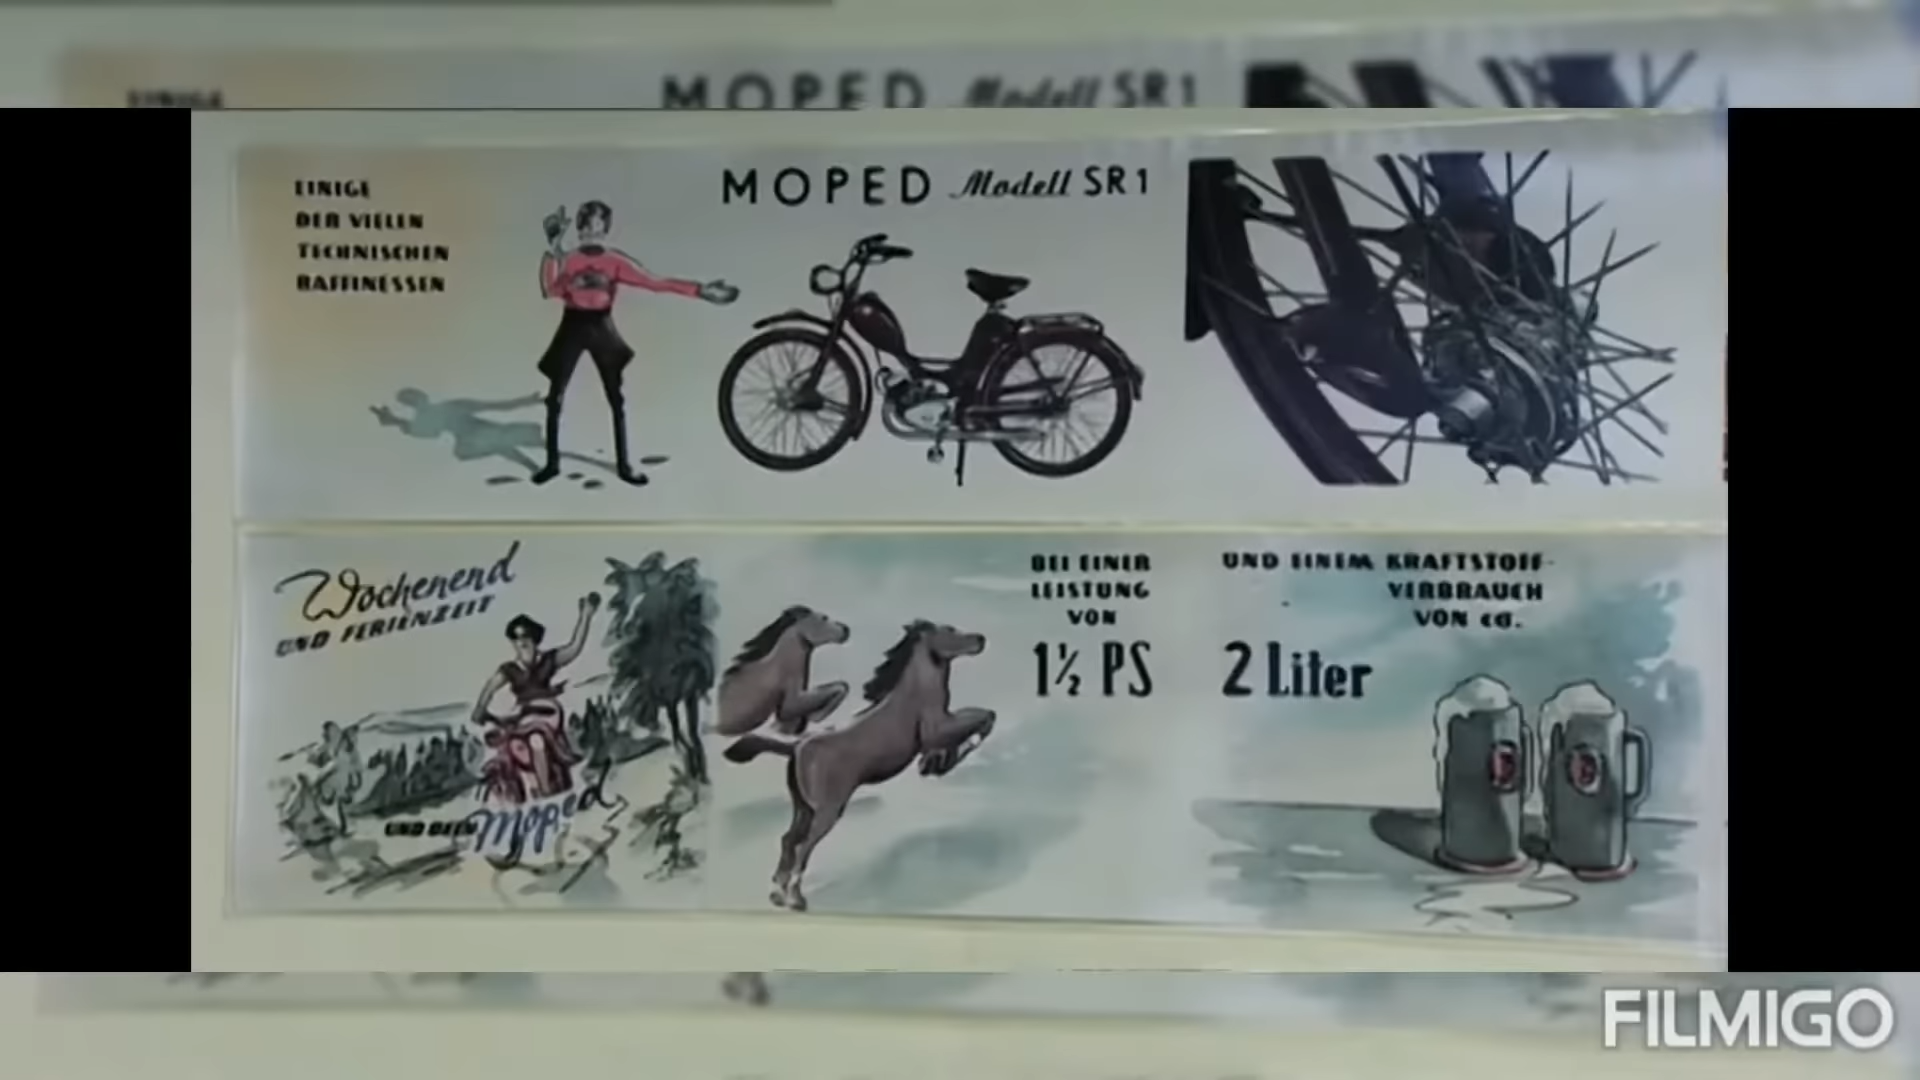 MOPED Modell SR1
EINIGE
DER VIELEN
TECHNISCHEN
RAFFINESSEN
MOPED Modell SR1
Wochenend
UND FERIENZEIT
UND DEIN Moped
BEI EINER
LEISTUNG
VON
1½ PS
UND EINEM KRAFTSTOFF-
VERBRAUCH
VON ca.
2 Liter
FILMIGO